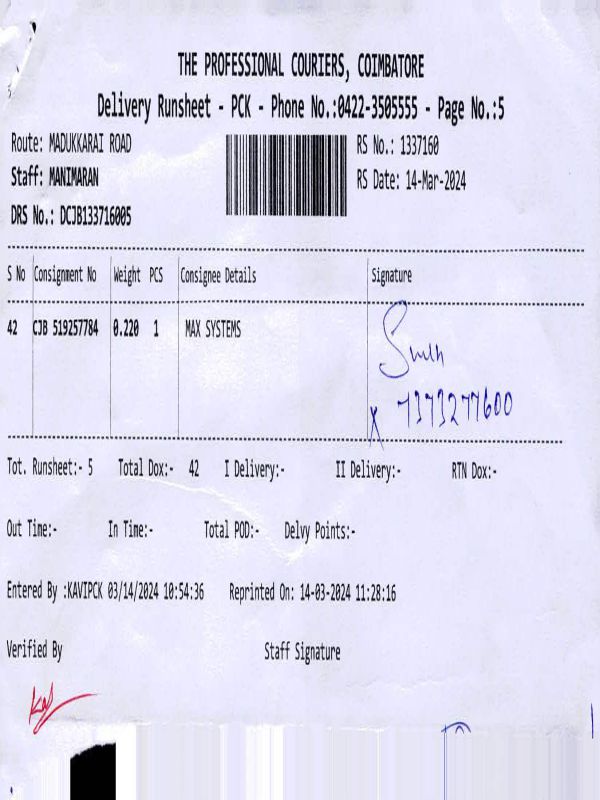 THE PROFESSIONAL COURIERS, COIMBATORE
Delivery Runsheet - PCK - Phone No.:0422-3505555 - Page No.:5
Route: MADUKKARAI ROAD RS No.: 1337160
Staff: MANIMARAN RS Date: 14-Mar-2024
DRS No.: DCJB133716005
S No Consignment No Weight PCS Consignee Details Signature
42 CJB 519257784 0.220 1 MAX SYSTEMS
X 7373277600
Tot. Runsheet:- 5 Total Dox:- 42 I Delivery:- II Delivery:- RTN Dox:-
Out Time:- In Time:- Total POD:- Delvy Points:-
Entered By :KAVIPCK 03/14/2024 10:54:36 Reprinted On: 14-03-2024 11:28:16
Verified By Staff Signature